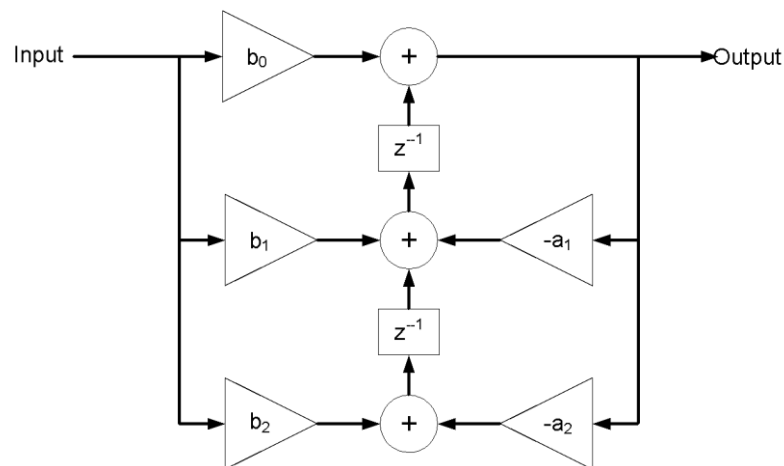 Input
b₀
+
Output
z⁻¹
b₁
+
-a₁
z⁻¹
b₂
+
-a₂